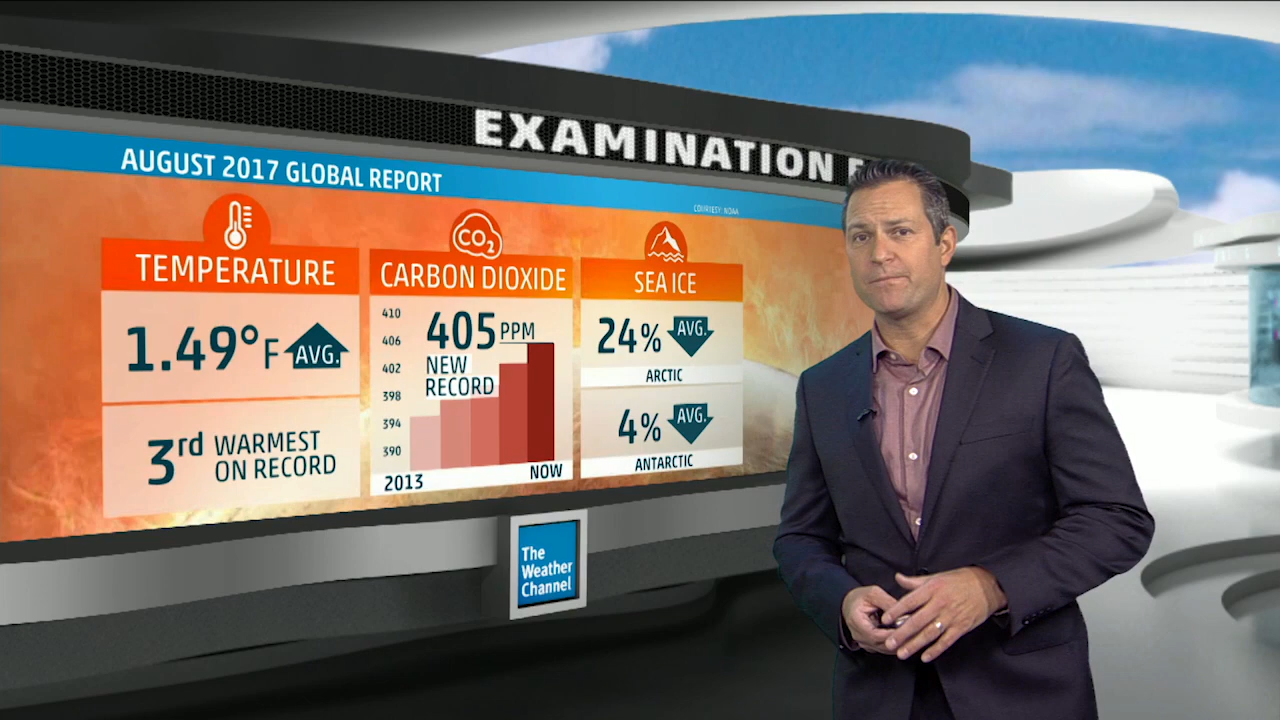 EXAMINATION
AUGUST 2017 GLOBAL REPORT
COURTESY: NOAA
TEMPERATURE
1.49°F AVG.
3rd WARMEST
ON RECORD
CO2
CARBON DIOXIDE
410
406
402
398
394
390
405 PPM
NEW
RECORD
2013
NOW
SEA ICE
24% AVG.
ARCTIC
4% AVG.
ANTARCTIC
The
Weather
Channel